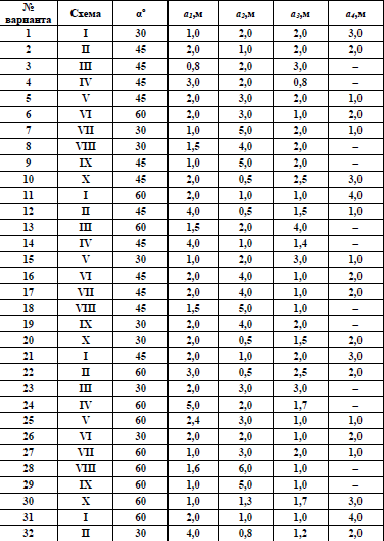 № варианта Схема α° a1,м a2,м a3,м a4,м
1 I 30 1,0 2,0 2,0 3,0
2 II 45 2,0 1,0 2,0 2,0
3 III 45 0,8 2,0 3,0 –
4 IV 45 3,0 2,0 0,8 –
5 V 45 2,0 3,0 2,0 1,0
6 VI 60 2,0 3,0 1,0 2,0
7 VII 30 1,0 5,0 2,0 1,0
8 VIII 30 1,5 4,0 2,0 –
9 IX 45 1,0 5,0 2,0 –
10 X 45 2,0 0,5 2,5 3,0
11 I 60 2,0 1,0 1,0 4,0
12 II 45 4,0 0,5 1,5 1,0
13 III 60 1,5 2,0 4,0 –
14 IV 45 4,0 1,0 1,4 –
15 V 30 1,0 2,0 3,0 1,0
16 VI 45 2,0 4,0 1,0 2,0
17 VII 45 2,0 4,0 1,0 2,0
18 VIII 45 1,5 5,0 1,0 –
19 IX 30 2,0 4,0 2,0 –
20 X 30 2,0 0,5 1,5 2,0
21 I 45 2,0 1,0 2,0 3,0
22 II 60 3,0 0,5 2,5 2,0
23 III 30 2,0 3,0 3,0 –
24 IV 60 5,0 2,0 1,7 –
25 V 60 2,4 3,0 1,0 1,0
26 VI 30 2,0 2,0 1,0 2,0
27 VII 60 1,0 3,0 2,0 1,0
28 VIII 60 1,6 6,0 1,0 –
29 IX 60 1,0 5,0 1,0 –
30 X 60 1,0 1,3 1,7 3,0
31 I 60 2,0 1,0 1,0 4,0
32 II 30 4,0 0,8 1,2 2,0